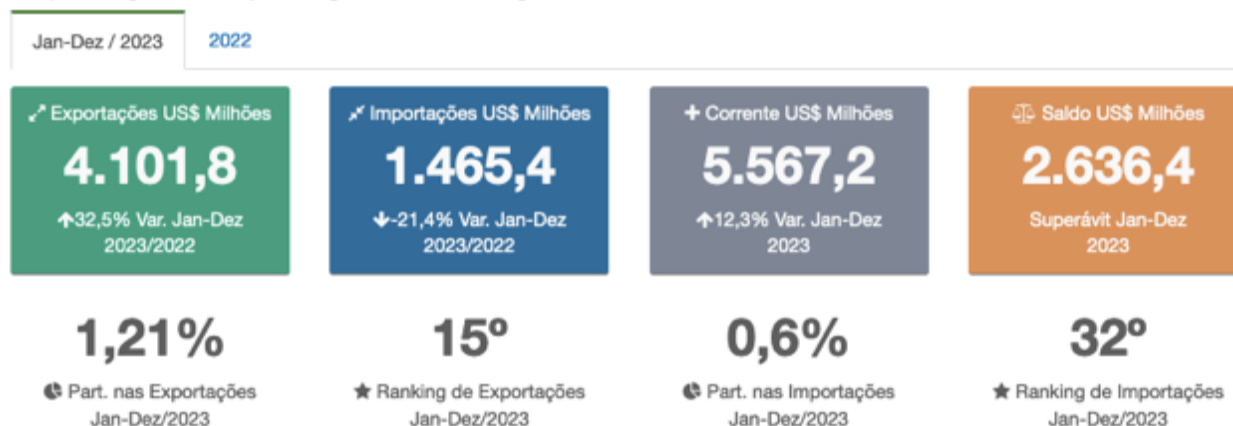 Jan-Dez / 2023
2022
Exportações US$ Milhões
4.101,8
32,5% Var. Jan-Dez
2023/2022
Importações US$ Milhões
1.465,4
-21,4% Var. Jan-Dez
2023/2022
Corrente US$ Milhões
5.567,2
12,3% Var. Jan-Dez
2023
Saldo US$ Milhões
2.636,4
Superávit Jan-Dez
2023
1,21%
Part. nas Exportações
Jan-Dez/2023
15º
Ranking de Exportações
Jan-Dez/2023
0,6%
Part. nas Importações
Jan-Dez/2023
32º
Ranking de Importações
Jan-Dez/2023